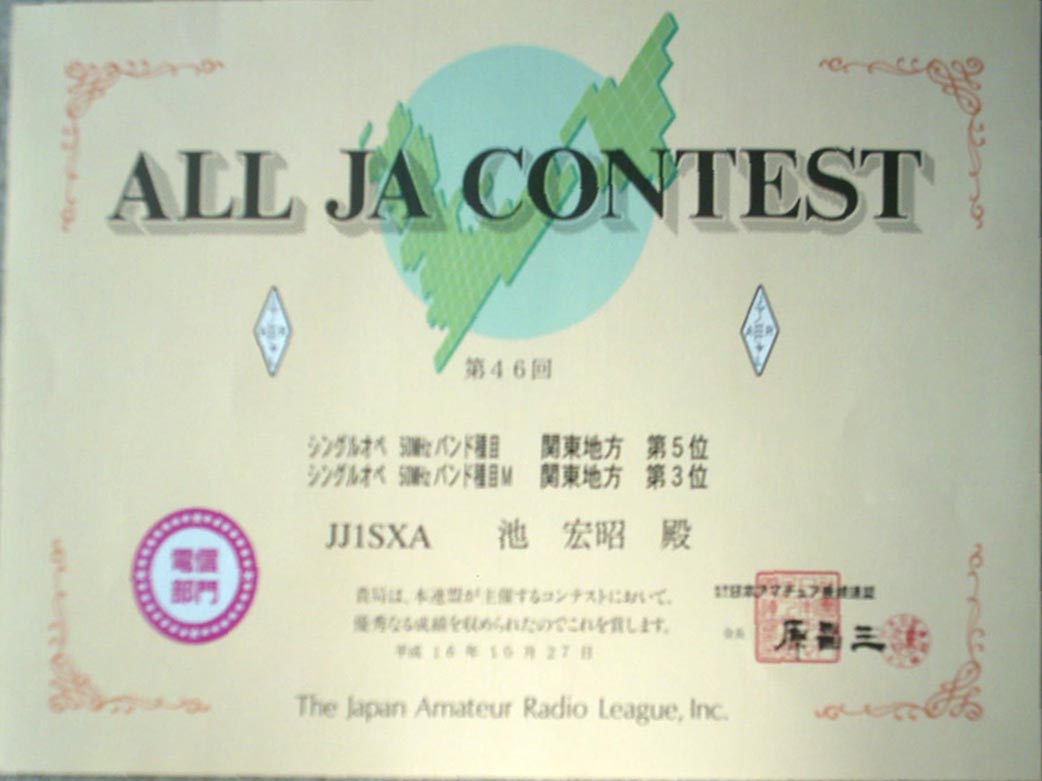 ALL JA CONTEST
第46回
シングルオペ 50MHzバンド種目 関東地方 第5位
シングルオペ 50MHzバンド種目M 関東地方 第3位
JJ1SXA 池 宏昭 殿
電信
部門
貴局は、本連盟が主催するコンテストにおいて、
優秀なる成績を収められたのでこれを賞します。
平成16年10月27日
日本アマチュア無線連盟
会長 原昌三
The Japan Amateur Radio League, Inc.